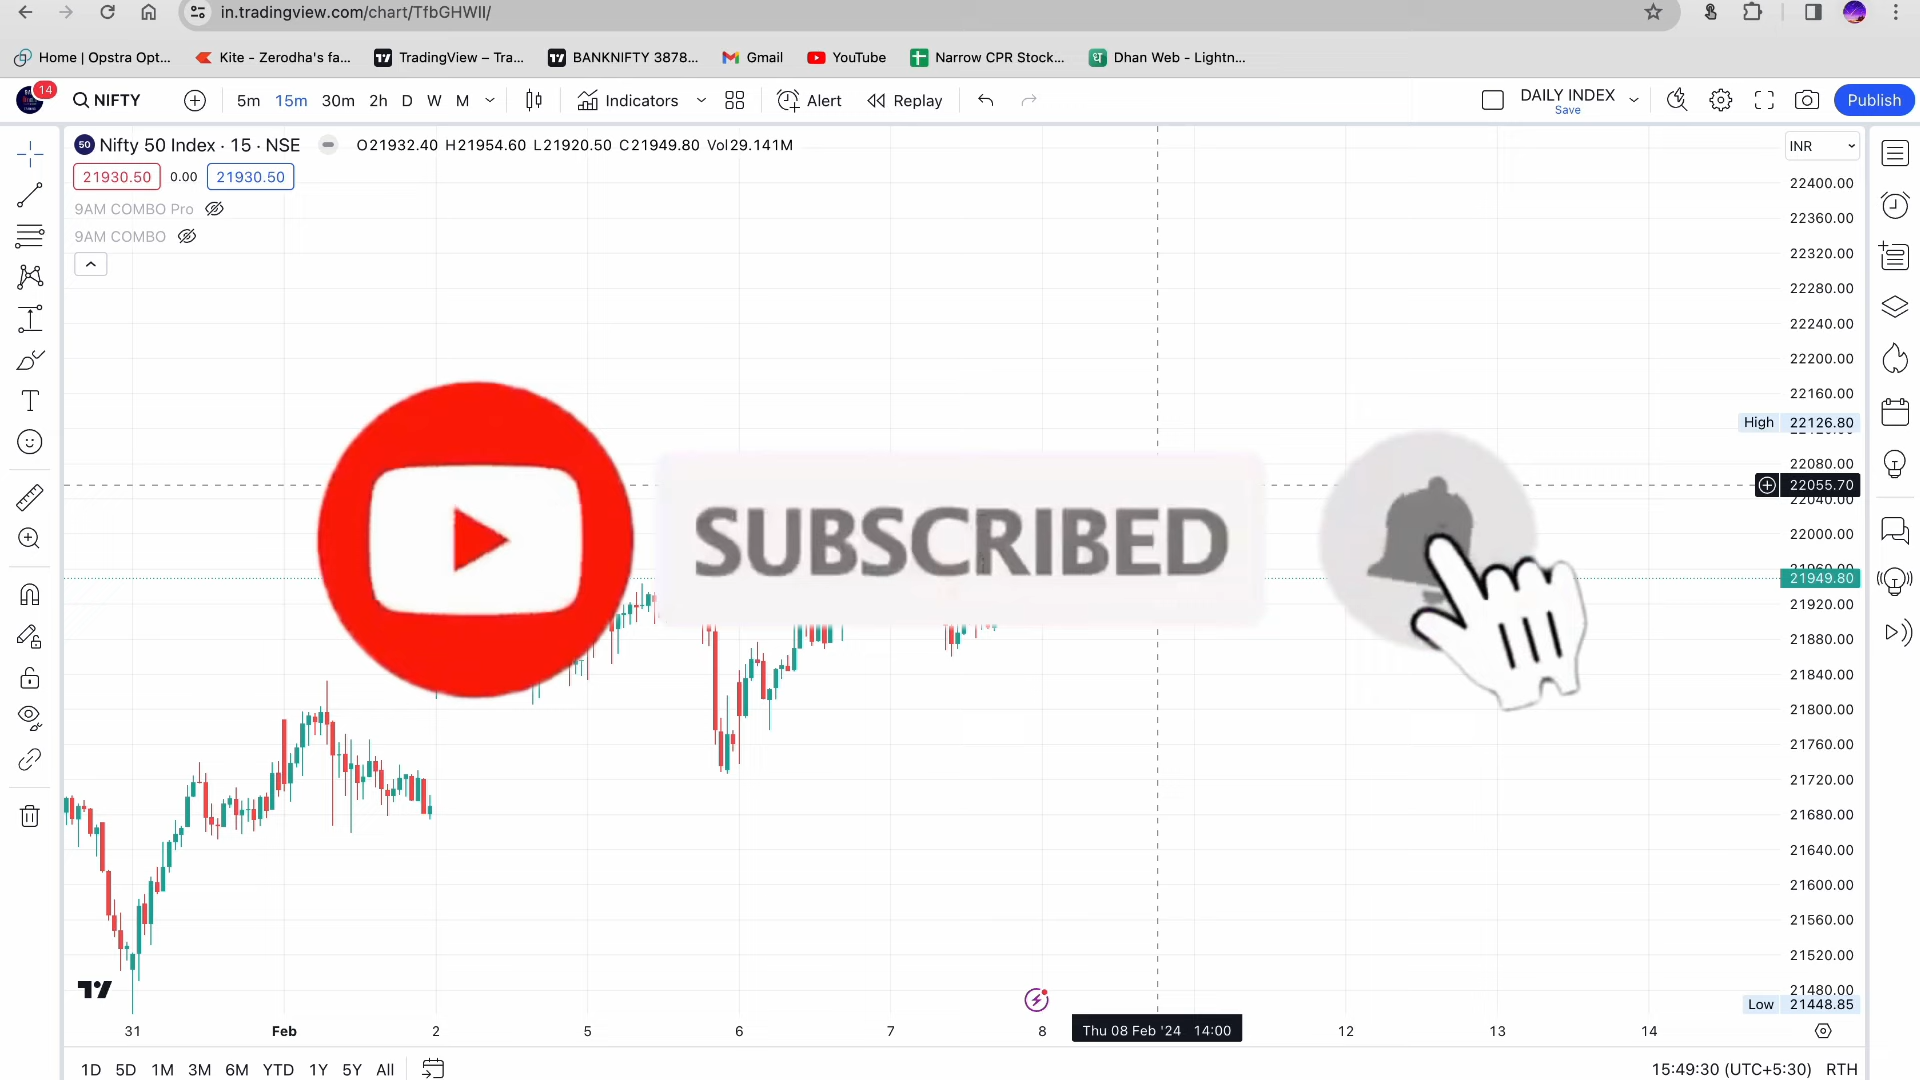 in.tradingview.com/chart/TfbGHWIl/
Home | Opstra Opt... Kite - Zerodha's fa... TradingView – Tra... BANKNIFTY 3878... Gmail YouTube Narrow CPR Stock... Dhan Web - Lightn...
14 NIFTY 5m 15m 30m 2h D W M Indicators Alert Replay DAILY INDEX Save Publish
50 Nifty 50 Index · 15 · NSE O21932.40 H21954.60 L21920.50 C21949.80 Vol29.141M INR
21930.50 0.00 21930.50
9AM COMBO Pro
9AM COMBO
22400.00
22360.00
22320.00
22280.00
22240.00
22200.00
22160.00
High 22126.80
22080.00
22055.70
22040.00
22000.00
SUBSCRIBED
21960.00
21949.80
21920.00
21880.00
21840.00
21800.00
21760.00
21720.00
21680.00
21640.00
21600.00
21560.00
21520.00
21480.00
Low 21448.85
31 Feb 2 5 6 7 8 Thu 08 Feb '24 14:00 12 13 14
1D 5D 1M 3M 6M YTD 1Y 5Y All 15:49:30 (UTC+5:30) RTH